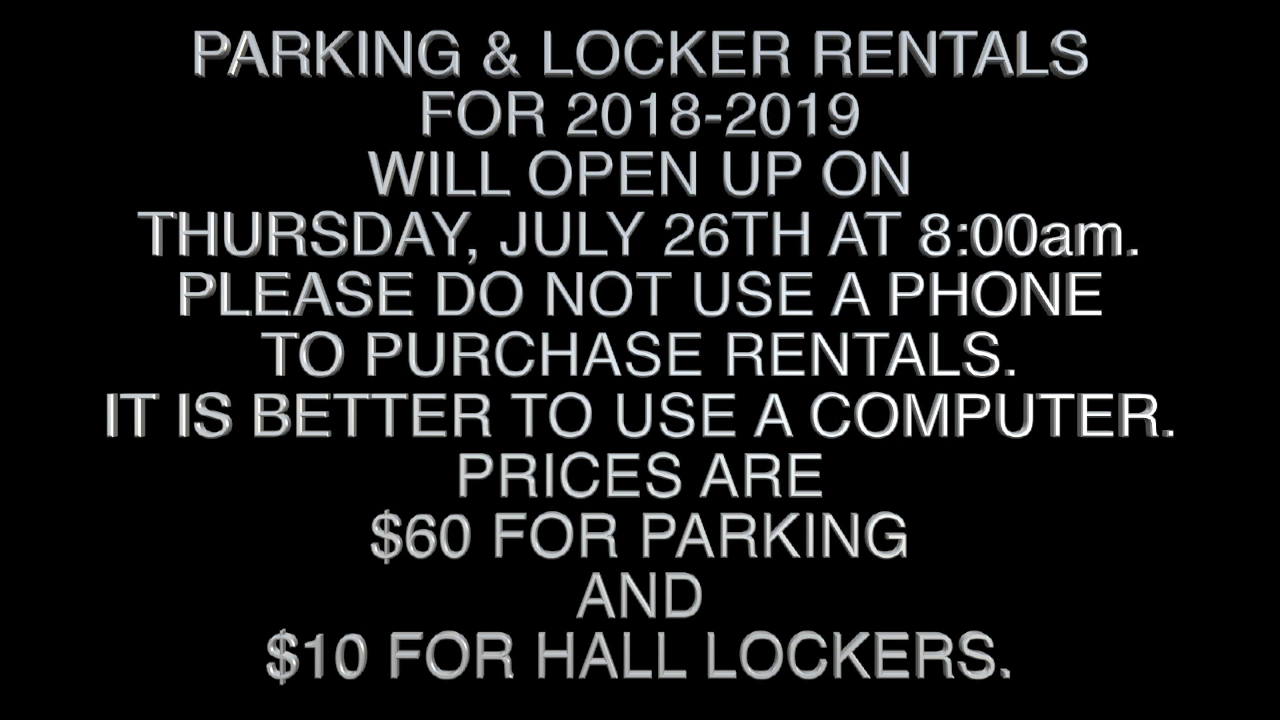 PARKING & LOCKER RENTALS
FOR 2018-2019
WILL OPEN UP ON
THURSDAY, JULY 26TH AT 8:00am.
PLEASE DO NOT USE A PHONE
TO PURCHASE RENTALS.
IT IS BETTER TO USE A COMPUTER.
PRICES ARE
$60 FOR PARKING
AND
$10 FOR HALL LOCKERS.